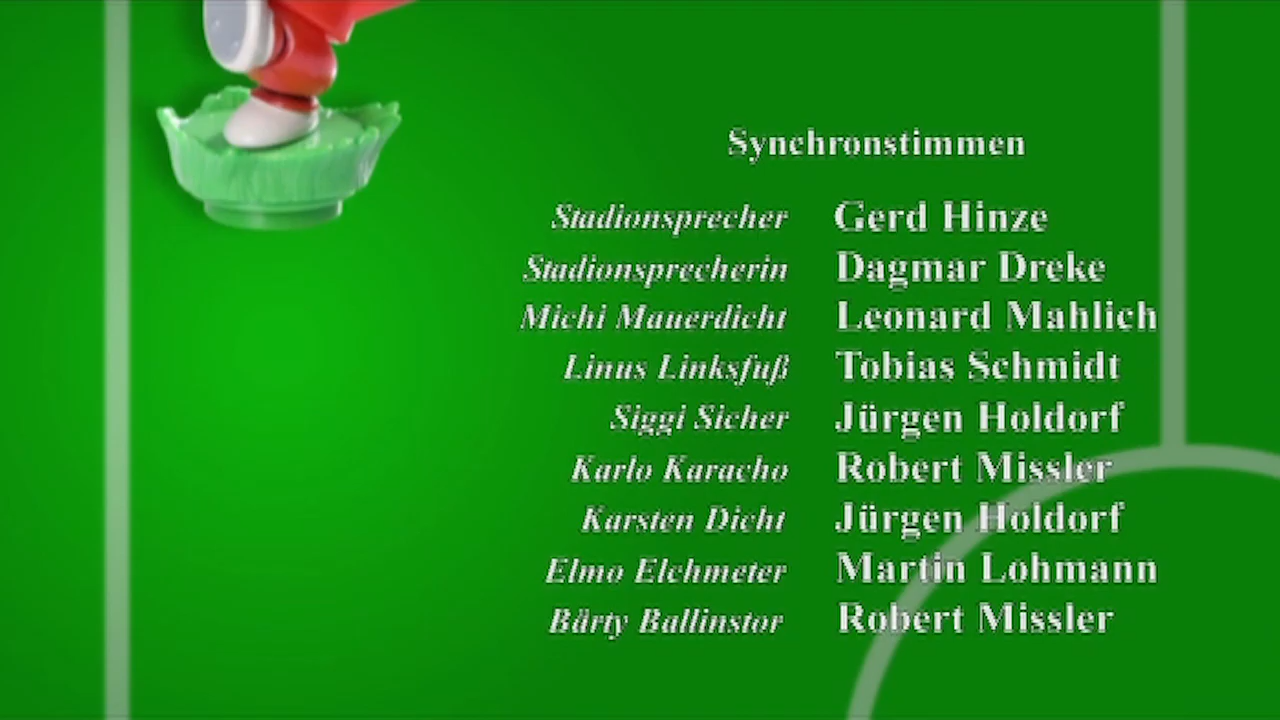 Synchronstimmen
Stadionsprecher Gerd Hinze
Stadionsprecherin Dagmar Dreke
Michi Mauerdicht Leonard Mahlich
Linus Linksfuß Tobias Schmidt
Siggi Sicher Jürgen Holdorf
Karlo Karacho Robert Missler
Karsten Dicht Jürgen Holdorf
Elmo Elchmeter Martin Lohmann
Bärty Ballinstor Robert Missler